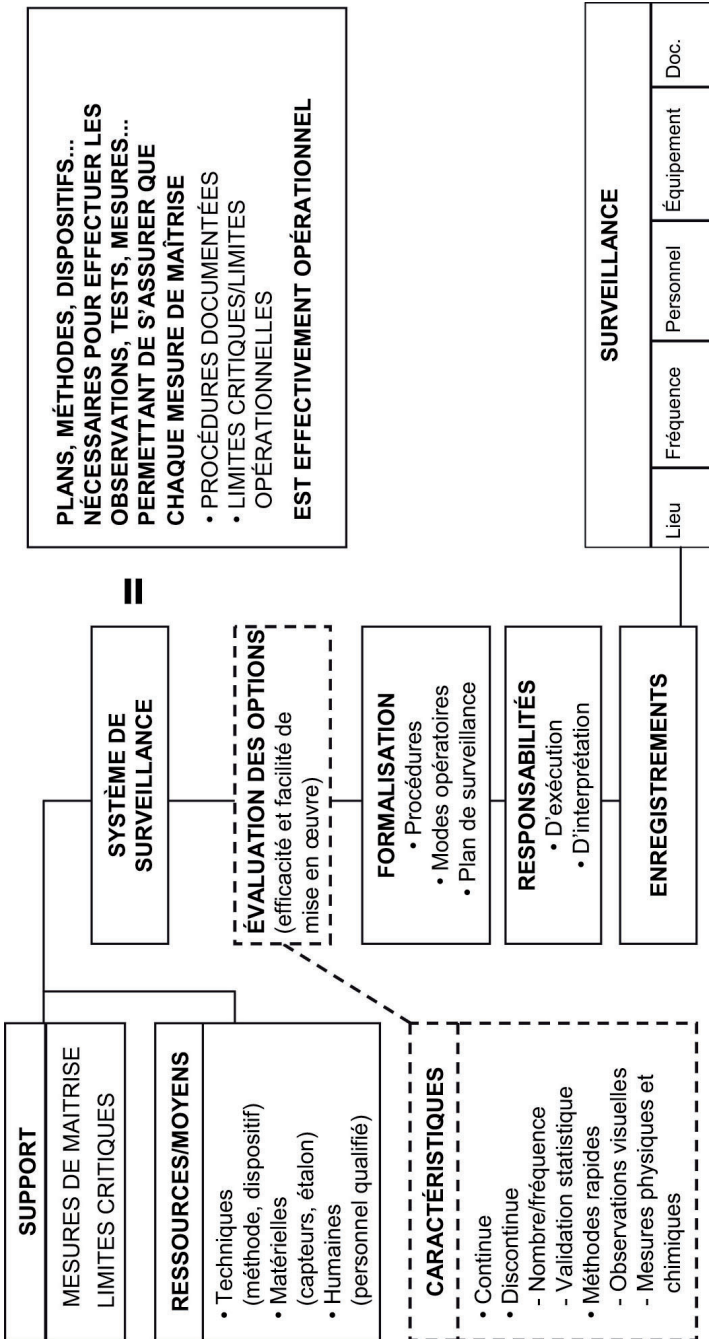 SUPPORT
MESURES DE MAITRISE
LIMITES CRITIQUES
RESSOURCES/MOYENS
• Techniques
(méthode, dispositif)
• Matérielles
(capteurs, étalon)
• Humaines
(personnel qualifié)
CARACTÉRISTIQUES
• Continue
• Discontinue
- Nombre/fréquence
- Validation statistique
• Méthodes rapides
- Observations visuelles
- Mesures physiques et
chimiques
SYSTÈME DE
SURVEILLANCE
=
ÉVALUATION DES OPTIONS
(efficacité et facilité de
mise en œuvre)
FORMALISATION
• Procédures
• Modes opératoires
• Plan de surveillance
RESPONSABILITÉS
• D'exécution
• D'interprétation
ENREGISTREMENTS
PLANS, MÉTHODES, DISPOSITIFS...
NÉCESSAIRES POUR EFFECTUER LES
OBSERVATIONS, TESTS, MESURES...
PERMETTANT DE S'ASSURER QUE
CHAQUE MESURE DE MAÎTRISE
• PROCÉDURES DOCUMENTÉES
• LIMITES CRITIQUES/LIMITES
OPÉRATIONNELLES
EST EFFECTIVEMENT OPÉRATIONNEL
SURVEILLANCE
Lieu Fréquence Personnel Équipement Doc.